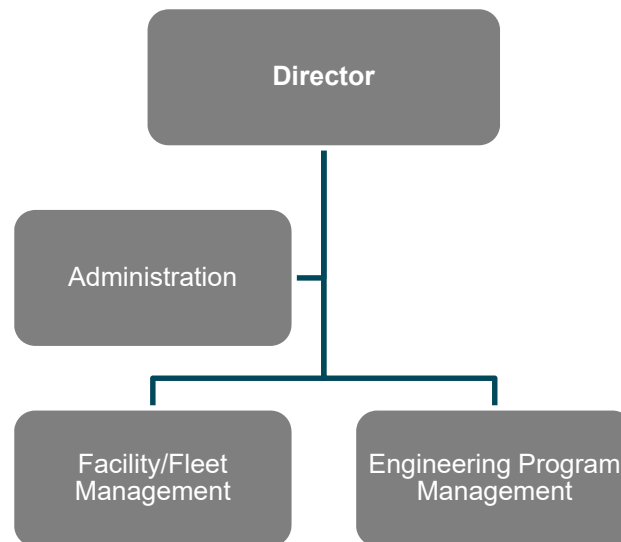 Director
Administration
Facility/Fleet
Management
Engineering Program
Management